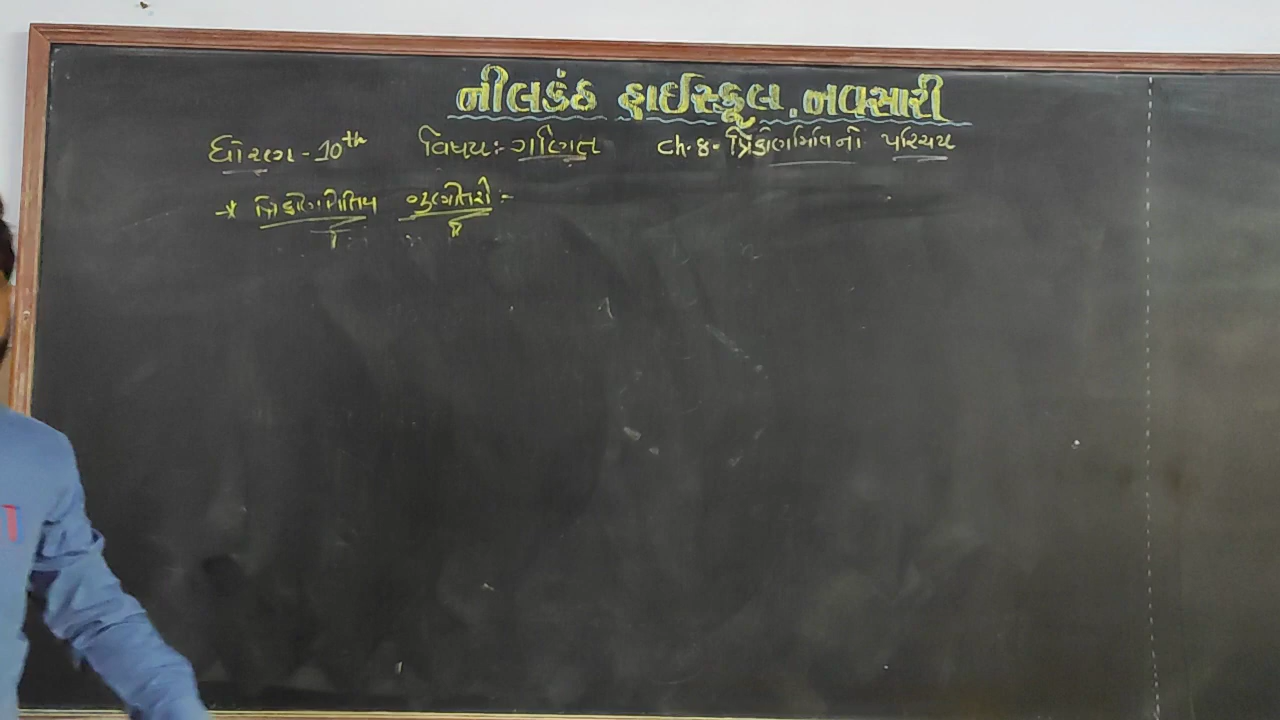 નીલકંઠ હાઈસ્કૂલ. નવસારી
ધોરણ - 10th વિષય:- ગણિત ch-8- ત્રિકોણમિતિનો પરિચય
* ત્રિકોણમિતિય ગુણોત્તરો :-
T R